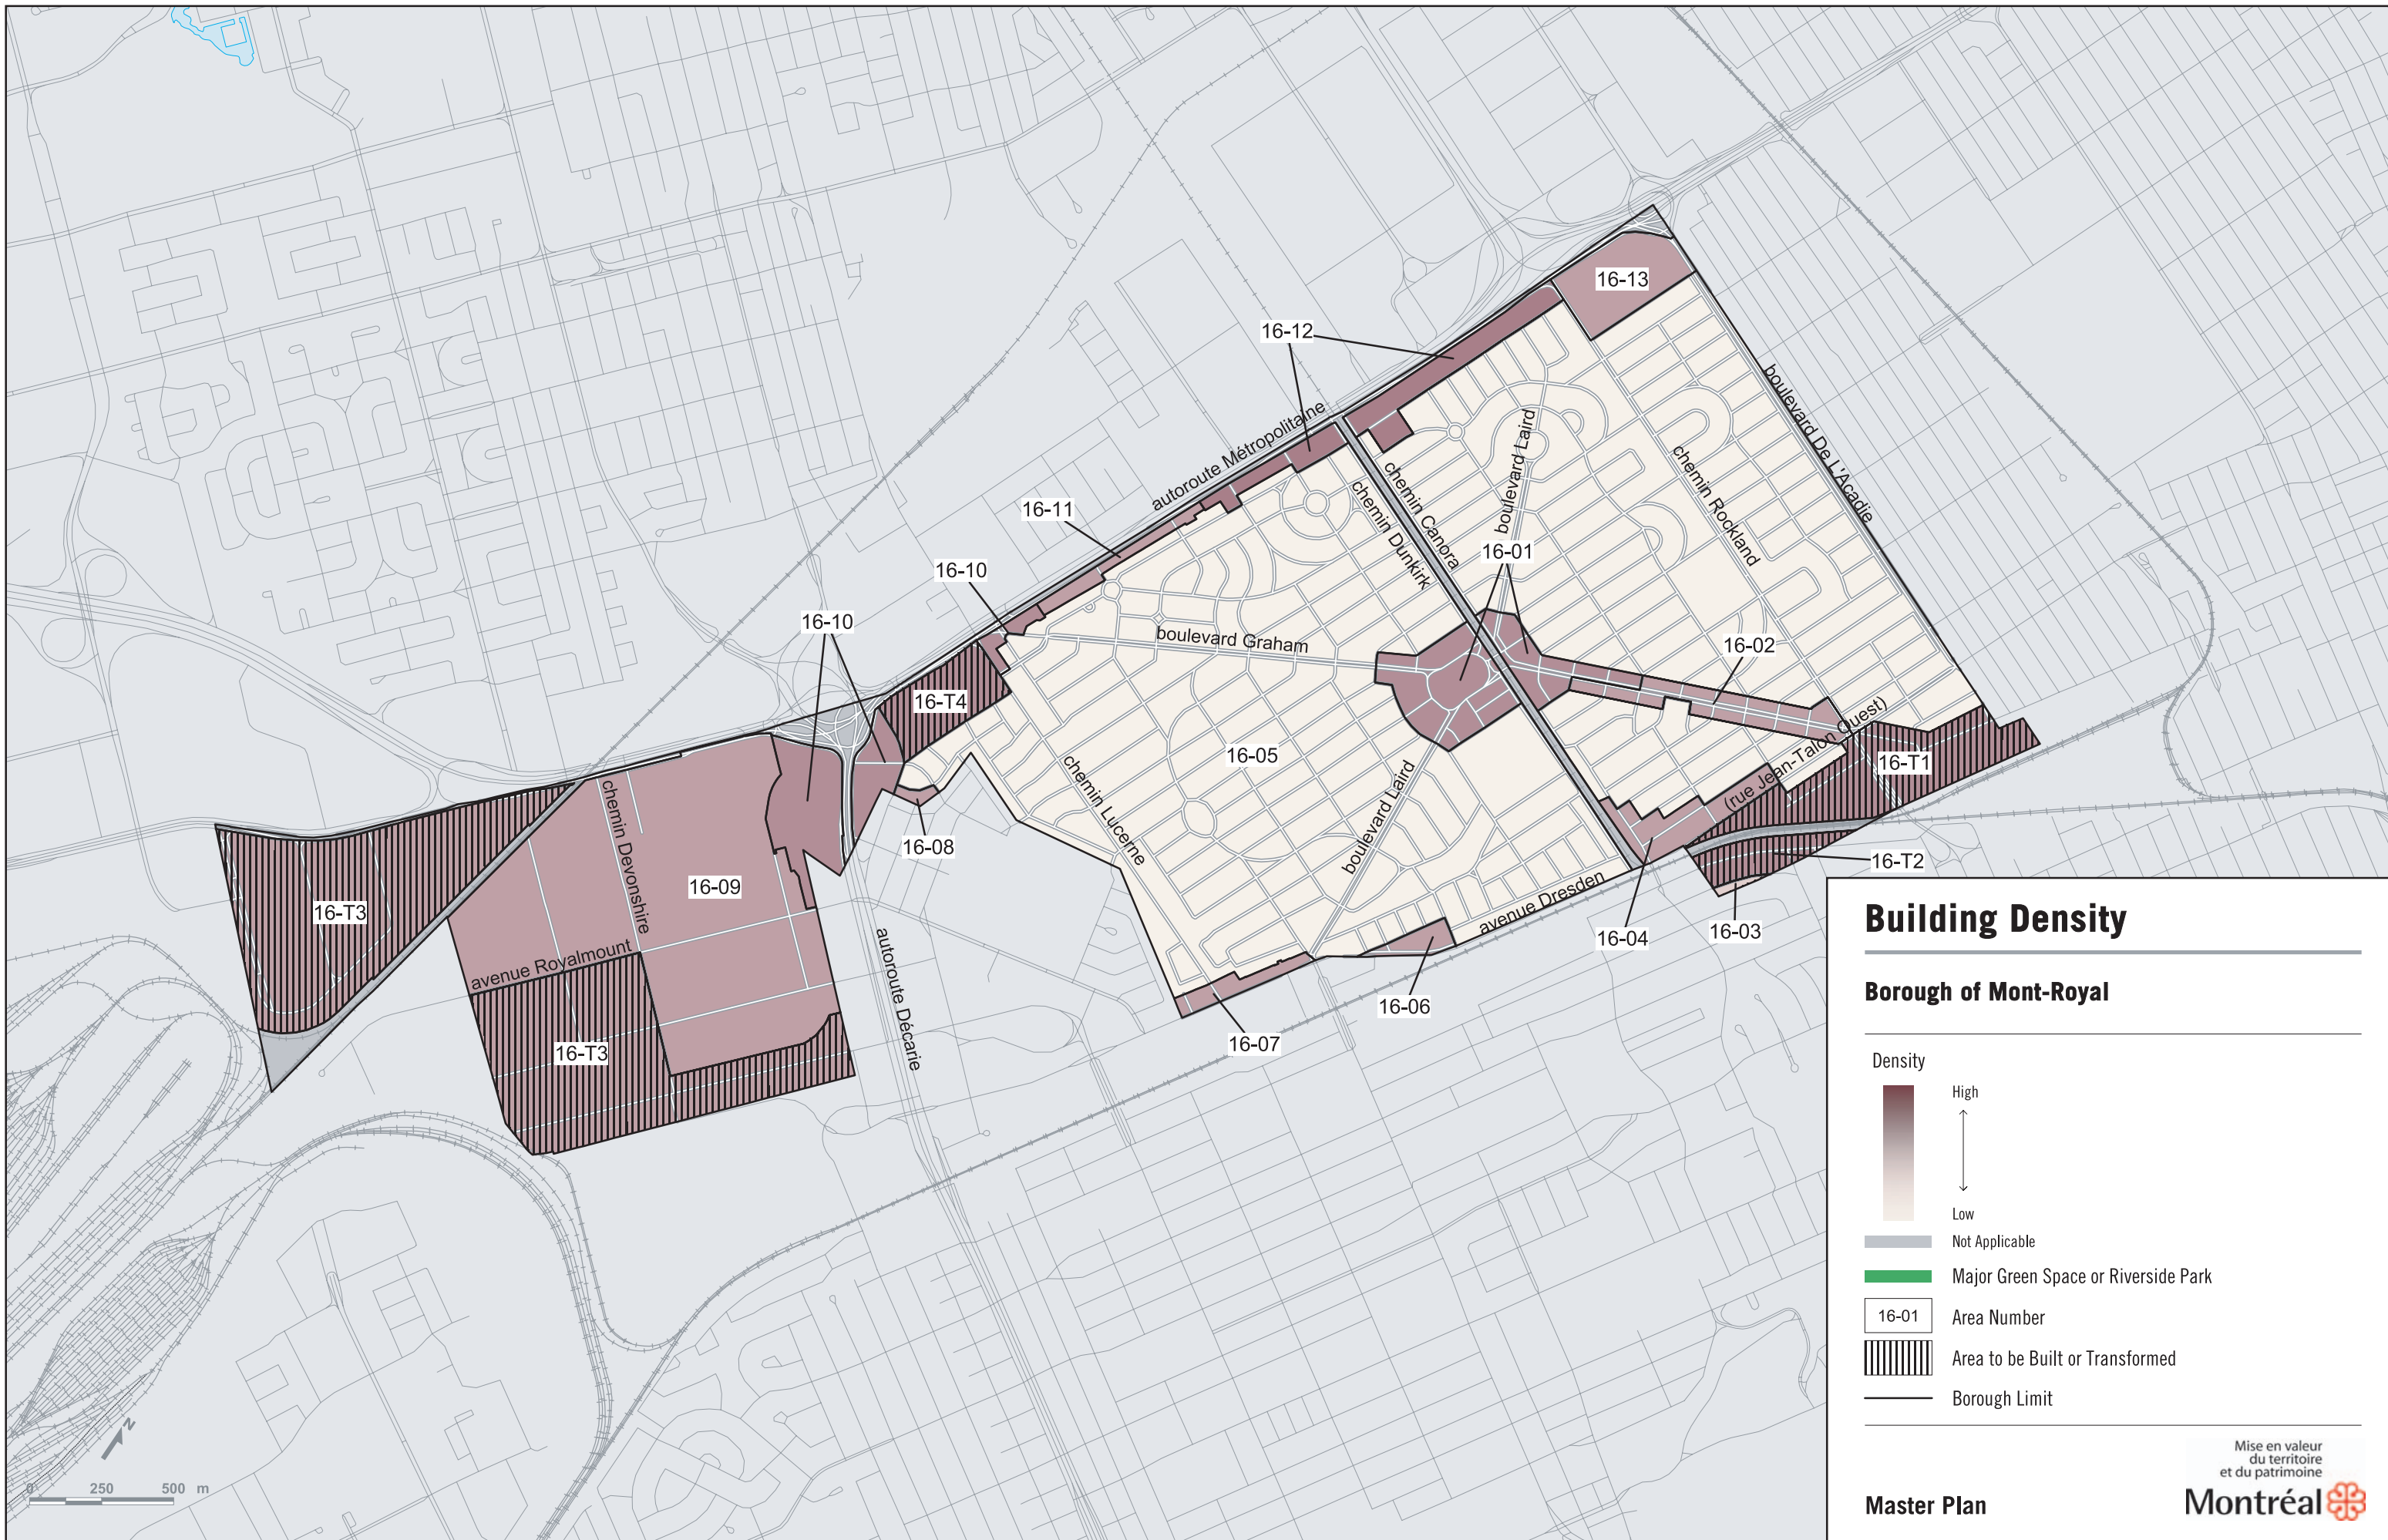 16-13
16-12
boulevard De L'Acadie
autoroute Métropolitaine
boulevard Laird
chemin Rockland
chemin Canora
chemin Dunkirk
16-11
16-01
16-10
16-10
boulevard Graham
16-02
16-T4
(rue Jean-Talon Ouest)
16-05
16-T1
chemin Lucerne
boulevard Laird
chemin Devonshire
16-08
16-T2
16-09
16-T3
avenue Dresden
16-04
16-03
avenue Royalmount
autoroute Décarie
16-06
16-07
16-T3
N
0 250 500 m
Building Density
Borough of Mont-Royal
Density
High
Low
Not Applicable
Major Green Space or Riverside Park
16-01 Area Number
Area to be Built or Transformed
Borough Limit
Mise en valeur
du territoire
et du patrimoine
Master Plan
Montréal